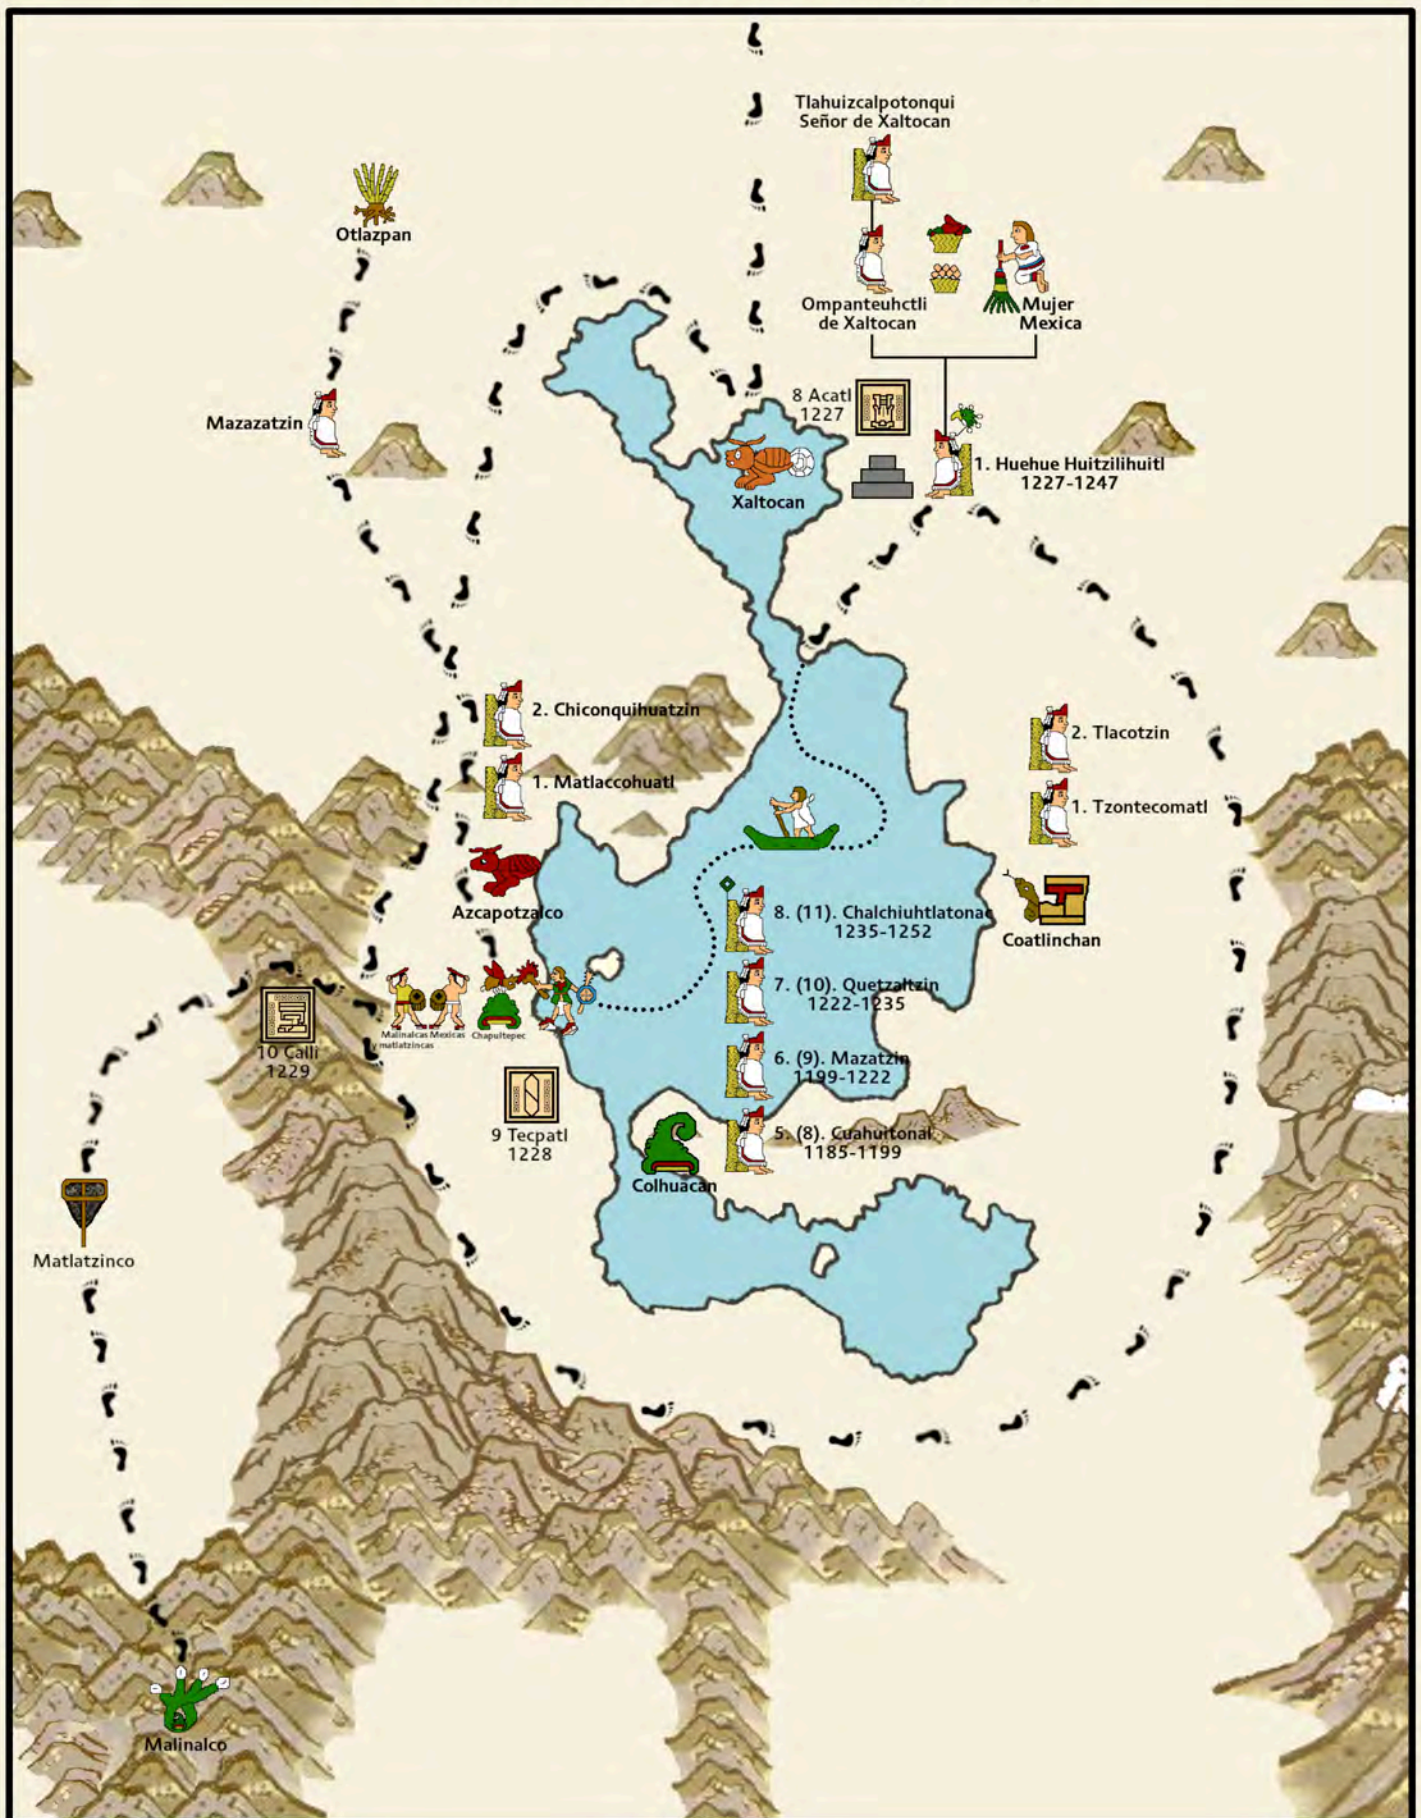 Tlahuizcalpotonqui
Señor de Xaltocan
Otlazpan
Ompanteuhctli
de Xaltocan
Mujer
Mexica
Mazazatzin
8 Acatl
1227
1. Huehue Huitzilihuitl
1227-1247
Xaltocan
2. Chiconquihuatzin
1. Matlaccohuatl
2. Tlacotzin
1. Tzontecomatl
Azcapotzalco
8. (11). Chalchiuhtlatonac
1235-1252
Coatlinchan
7. (10). Quetzaltzin
1222-1235
Malinalcas
y matlatzincas
Mexicas
Chapultepec
10 Calli
1229
6. (9). Mazatzin
1199-1222
9 Tecpatl
1228
5. (8). Cuahuitonal
1185-1199
Colhuacan
Matlatzinco
Malinalco